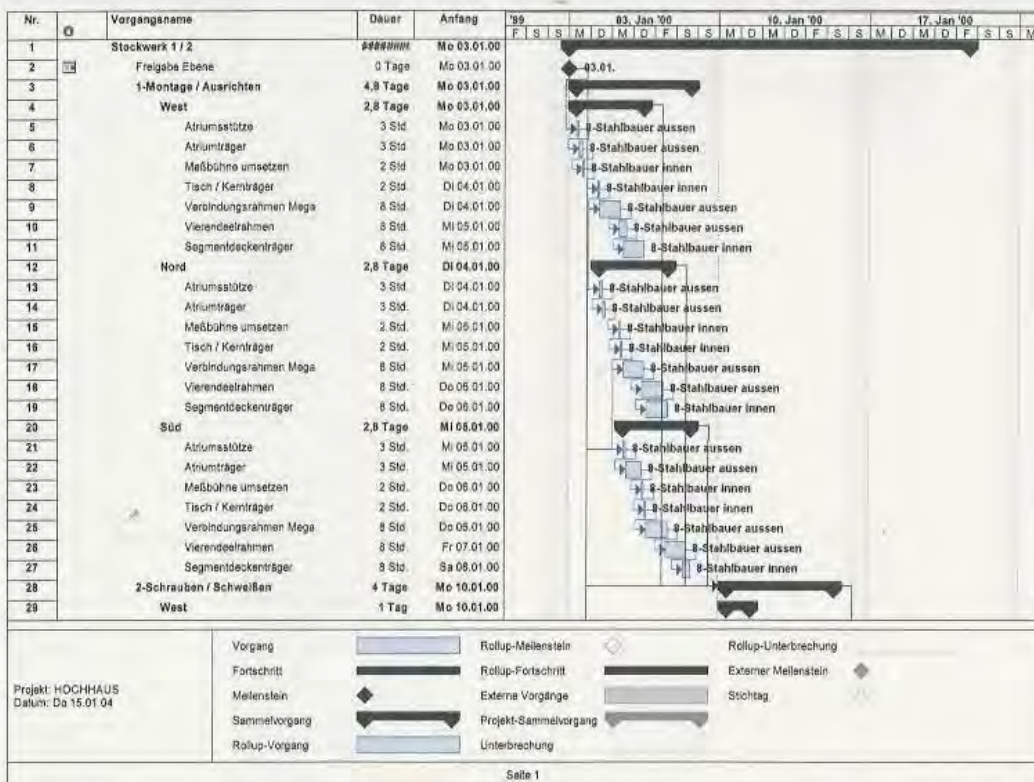 Nr. Vorgangsname Dauer Anfang '99 03. Jan '00 10. Jan '00 17. Jan '00
F S S M D M D F S S M D M D F S S M D M D F S S M
1 Stockwerk 1 / 2 ######## Mo 03.01.00
2 Freigabe Ebene 0 Tage Mo 03.01.00 03.01.
3 1-Montage / Ausrichten 4,8 Tage Mo 03.01.00
4 West 2,8 Tage Mo 03.01.00
5 Atriumsstütze 3 Std. Mo 03.01.00 8-Stahlbauer aussen
6 Atriumträger 3 Std. Mo 03.01.00 8-Stahlbauer aussen
7 Meßbühne umsetzen 2 Std. Mo 03.01.00 8-Stahlbauer innen
8 Tisch / Kernträger 2 Std. Di 04.01.00 8-Stahlbauer innen
9 Verbindungsrahmen Mega 8 Std. Di 04.01.00 8-Stahlbauer aussen
10 Vierendeelrahmen 8 Std. Mi 05.01.00 8-Stahlbauer aussen
11 Segmentdeckenträger 8 Std. Mi 05.01.00 8-Stahlbauer innen
12 Nord 2,8 Tage Di 04.01.00
13 Atriumsstütze 3 Std. Di 04.01.00 8-Stahlbauer aussen
14 Atriumträger 3 Std. Di 04.01.00 8-Stahlbauer aussen
15 Meßbühne umsetzen 2 Std. Mi 05.01.00 8-Stahlbauer innen
16 Tisch / Kernträger 2 Std. Mi 05.01.00 8-Stahlbauer innen
17 Verbindungsrahmen Mega 8 Std. Mi 05.01.00 8-Stahlbauer aussen
18 Vierendeelrahmen 8 Std. Do 06.01.00 8-Stahlbauer aussen
19 Segmentdeckenträger 8 Std. Do 06.01.00 8-Stahlbauer innen
20 Süd 2,8 Tage Mi 05.01.00
21 Atriumsstütze 3 Std. Mi 05.01.00 8-Stahlbauer aussen
22 Atriumträger 3 Std. Mi 05.01.00 8-Stahlbauer aussen
23 Meßbühne umsetzen 2 Std. Do 06.01.00 8-Stahlbauer innen
24 Tisch / Kernträger 2 Std. Do 06.01.00 8-Stahlbauer innen
25 Verbindungsrahmen Mega 8 Std. Do 06.01.00 8-Stahlbauer aussen
26 Vierendeelrahmen 8 Std. Fr 07.01.00 8-Stahlbauer aussen
27 Segmentdeckenträger 8 Std. Sa 08.01.00 8-Stahlbauer innen
28 2-Schrauben / Schweißen 4 Tage Mo 10.01.00
29 West 1 Tag Mo 10.01.00
Projekt: HOCHHAUS
Datum: Do 15.01.04
Vorgang Rollup-Meilenstein Rollup-Unterbrechung
Fortschritt Rollup-Fortschritt Externer Meilenstein
Meilenstein Externe Vorgänge Stichtag
Sammelvorgang Projekt-Sammelvorgang
Rollup-Vorgang Unterbrechung
Seite 1